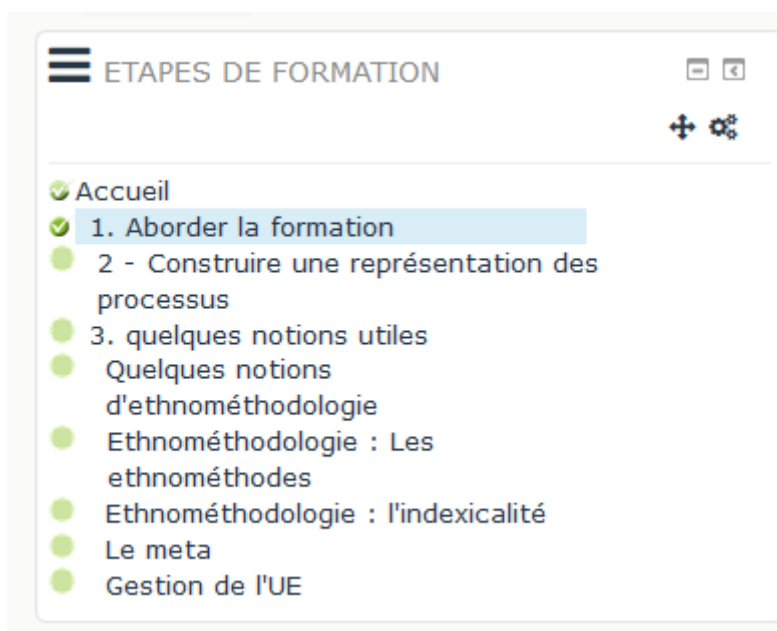 ETAPES DE FORMATION
Accueil
1. Aborder la formation
2 - Construire une représentation des
processus
3. quelques notions utiles
Quelques notions
d'ethnométhodologie
Ethnométhodologie : Les
ethnométhodes
Ethnométhodologie : l'indexicalité
Le meta
Gestion de l'UE